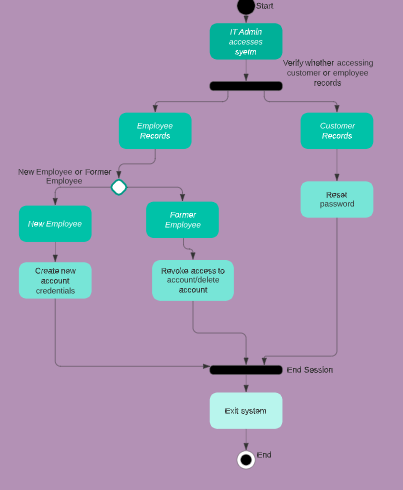 Start
IT Admin
accesses
syetm
Verify whether accessing
customer or employee
records
Employee
Records
Customer
Records
New Employee or Former
Employee
New Employee
Former
Employee
Reset
password
Create new
account
credentials
Revoke access to
account/delete
account
End Session
Exit system
End